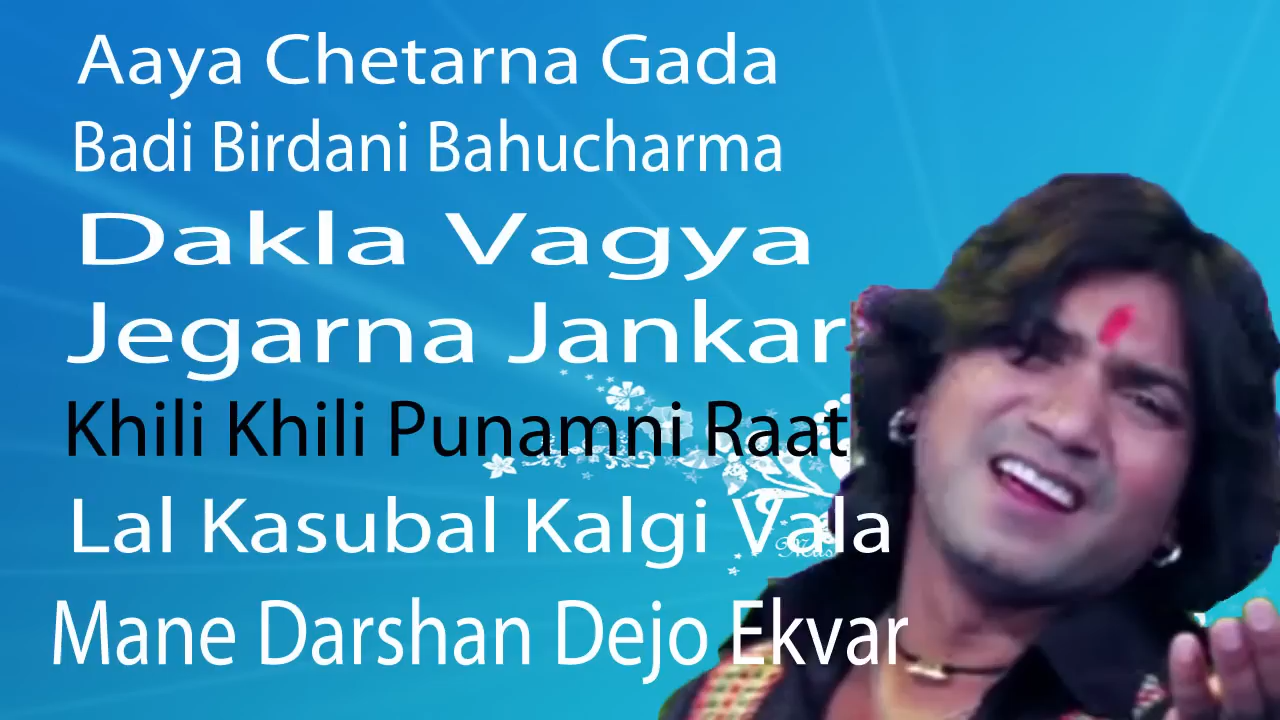 Aaya Chetarna Gada
Badi Birdani Bahucharma
Dakla Vagya
Jegarna Jankar
Khili Khili Punamni Raat
Lal Kasubal Kalgi Vala
Mane Darshan Dejo Ekvar